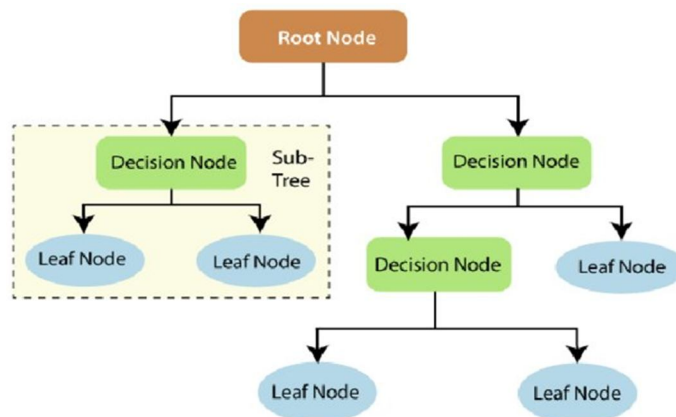 Root Node
Decision Node
Sub-
Tree
Decision Node
Leaf Node
Leaf Node
Decision Node
Leaf Node
Leaf Node
Leaf Node